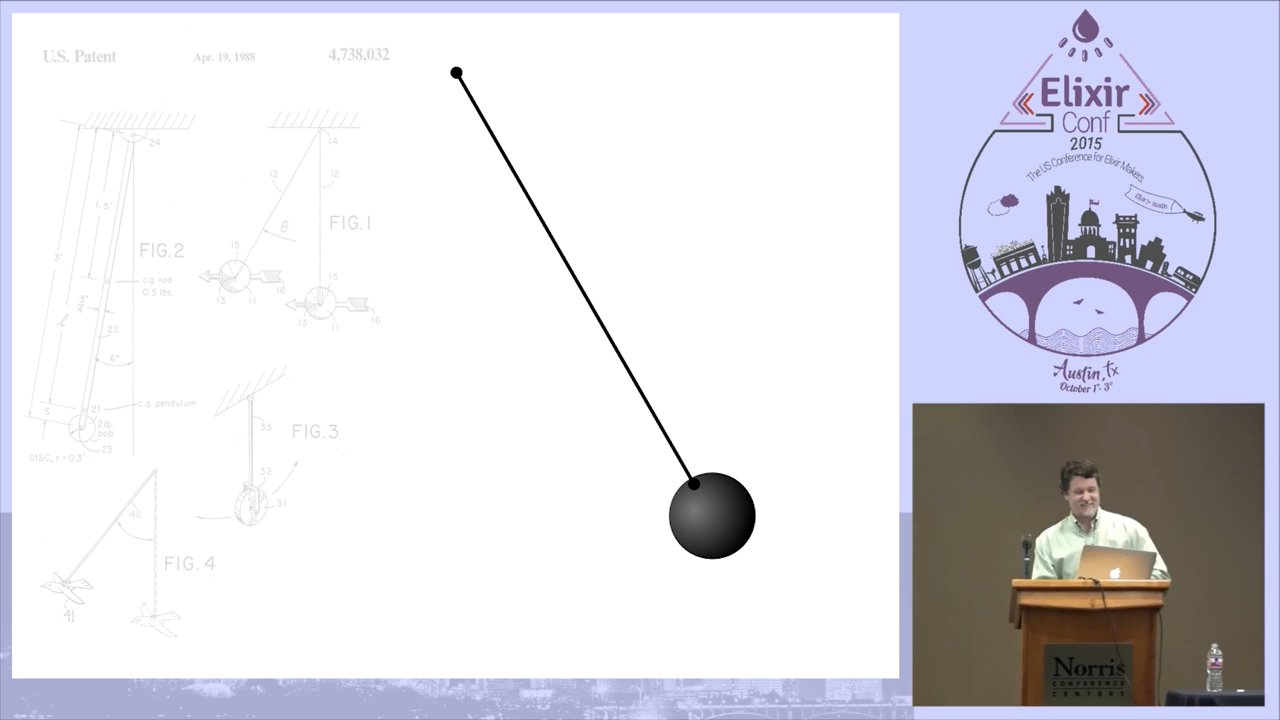 U.S. Patent Apr. 19, 1988 4,738,032
24
1.5'
3'
FIG.2
c.g. rod
0.5 lbs.
22
6"
S
21
c.g. pendulum
2lb.
bob
23
DISC, r = 0.3'
14
12
12
θ
FIG.1
15
13
11
16
15
13
11
16
33
FIG.3
32
31
42
FIG.4
41
Elixir
Conf
2015
The US Conference for Elixir Makers
Austin, Tx
October 1st - 3rd
Norris
CONFERENCE
CENTERS